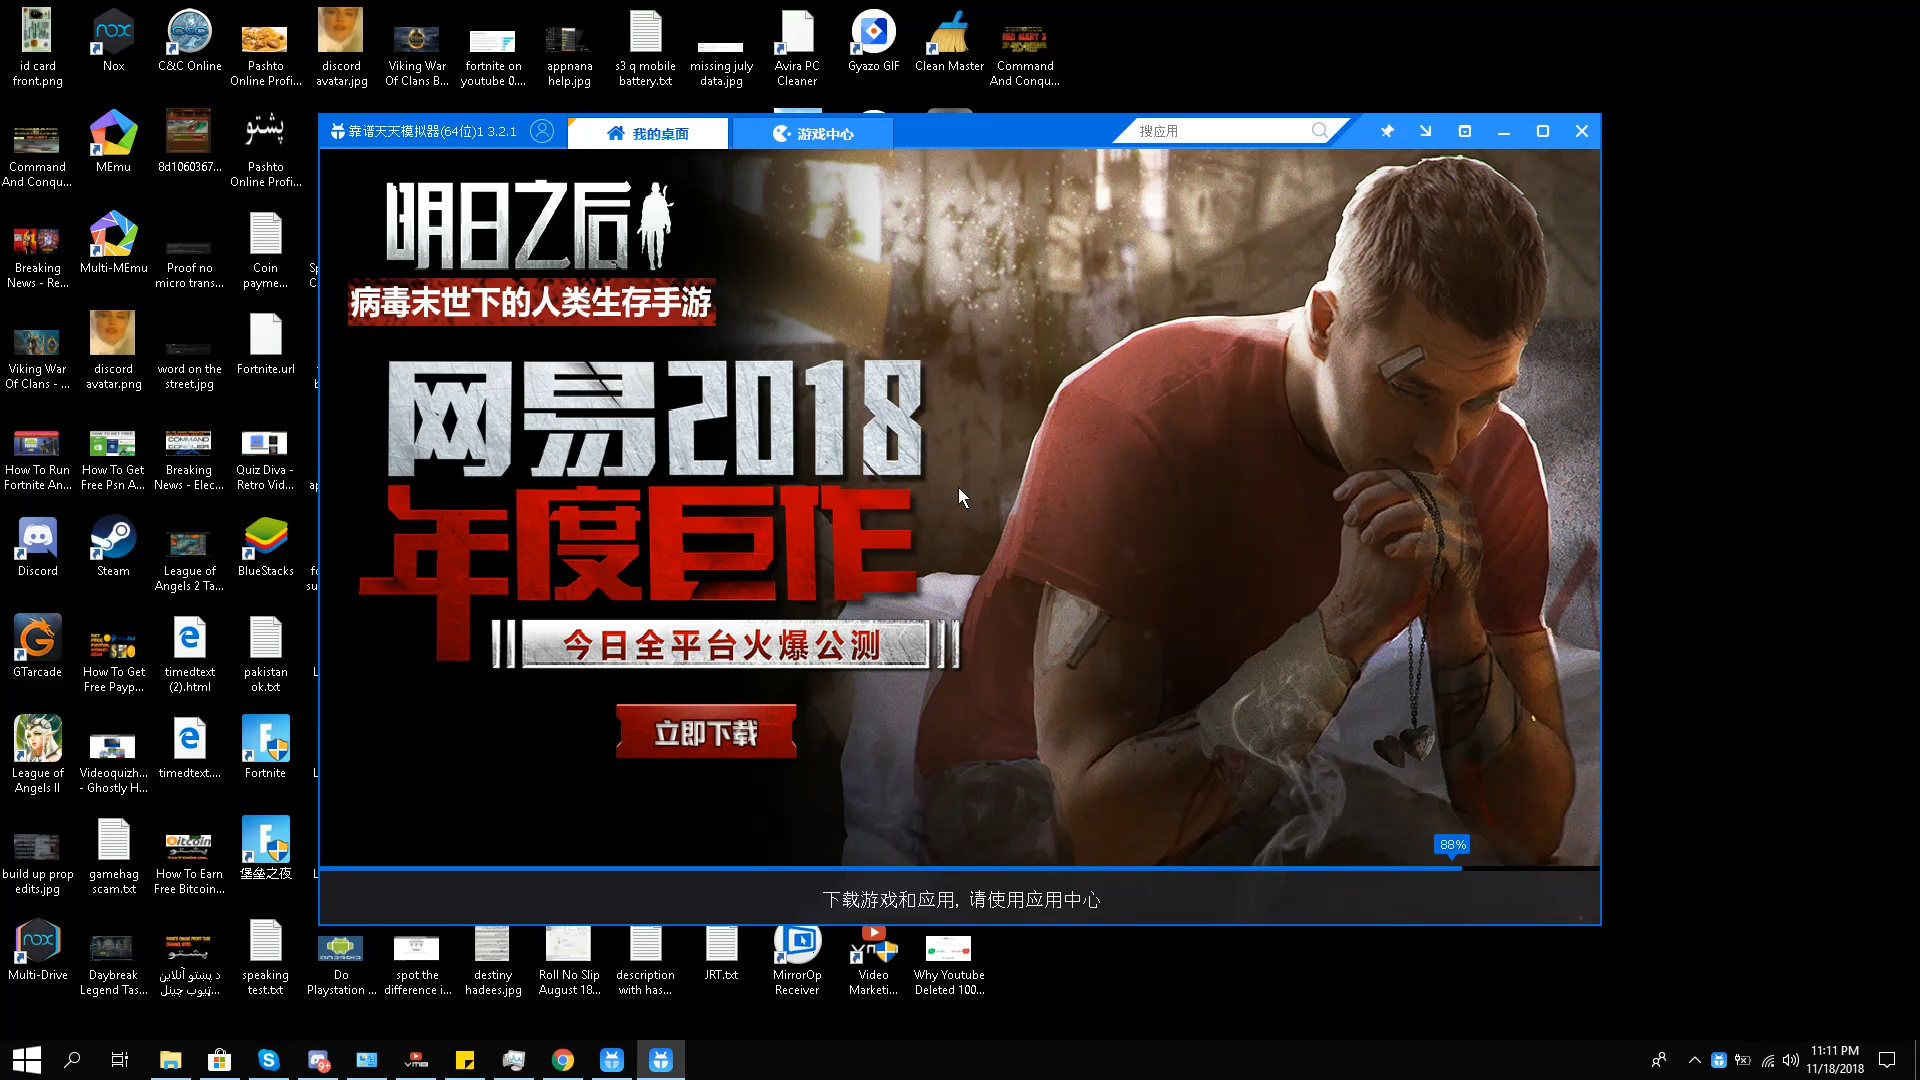 id card
front.png
Nox
C&C Online
Pashto
Online Profi...
discord
avatar.jpg
Viking War
Of Clans B...
fortnite on
youtube 0....
appnana
help.jpg
s3 q mobile
battery.txt
missing july
data.jpg
Avira PC
Cleaner
Gyazo GIF
Clean Master
Command
And Conqu...
Command
And Conqu...
MEmu
8d1060367...
پشتو
Pashto
Online Profi...
Breaking
News - Re...
Multi-MEmu
Proof no
micro trans...
Coin
payme...
Viking War
Of Clans - ...
discord
avatar.png
word on the
street.jpg
Fortnite.url
How To Run
Fortnite An...
How To Get
Free Psn A...
Breaking
News - Elec...
Quiz Diva -
Retro Vid...
Discord
Steam
League of
Angels 2 Ta...
BlueStacks
GTarcade
How To Get
Free Payp...
timedtext
(2).html
pakistan
ok.txt
League of
Angels II
Videoquizh...
- Ghostly H...
timedtext....
Fortnite
build up prop
edits.jpg
gamehag
scam.txt
How To Earn
Free Bitcoin...
堡垒之夜
Multi-Drive
Daybreak
Legend Tas...
د پښتو آنلاین
...ټیوب چینل
speaking
test.txt
Do
Playstation ...
spot the
difference i...
destiny
hadees.jpg
Roll No Slip
August 18...
description
with has...
JRT.txt
MirrorOp
Receiver
Video
Marketi...
Why Youtube
Deleted 100...
靠谱天天模拟器(64位)1 3.2.1
我的桌面
游戏中心
搜应用
明日之后
病毒末世下的人类生存手游
网易2018
年度巨作
今日全平台火爆公测
立即下载
88%
下载游戏和应用, 请使用应用中心
11:11 PM
11/18/2018